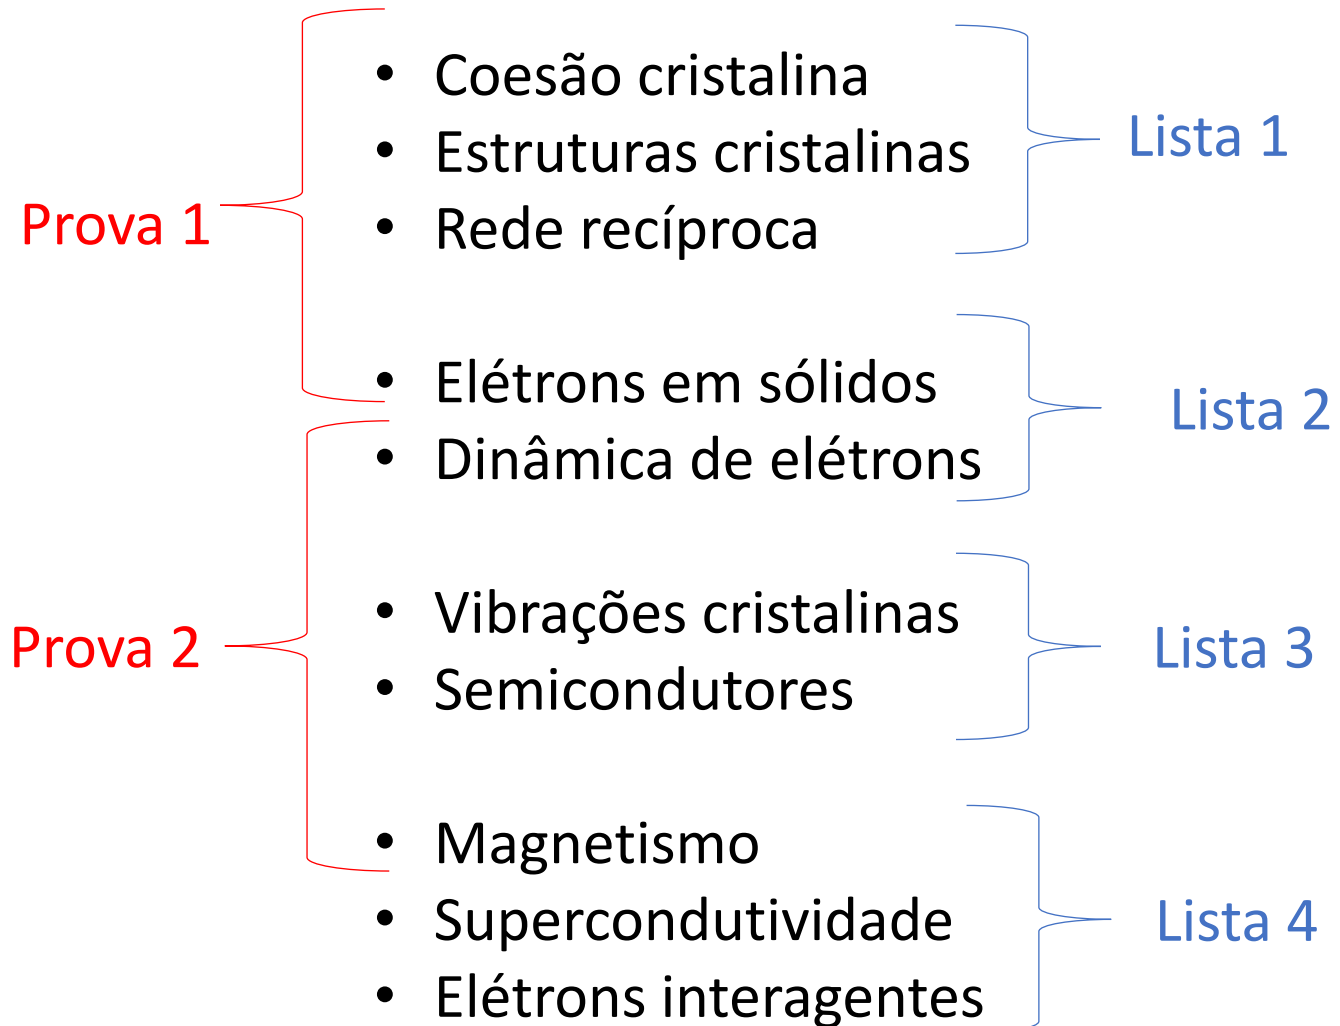 • Coesão cristalina
• Estruturas cristalinas
• Rede recíproca
Lista 1
Prova 1
• Elétrons em sólidos
• Dinâmica de elétrons
Lista 2
• Vibrações cristalinas
• Semicondutores
Lista 3
Prova 2
• Magnetismo
• Supercondutividade
• Elétrons interagentes
Lista 4